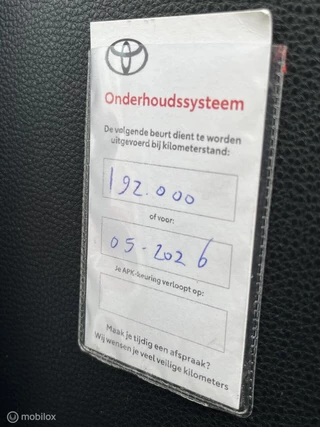 Onderhoudssysteem
De volgende beurt dient te worden
uitgevoerd bij kilometerstand:
192.000
of voor:
05-2026
Je APK-keuring verloopt op:
Maak je tijdig een afspraak?
Wij wensen je veel veilige kilometers
mobilox